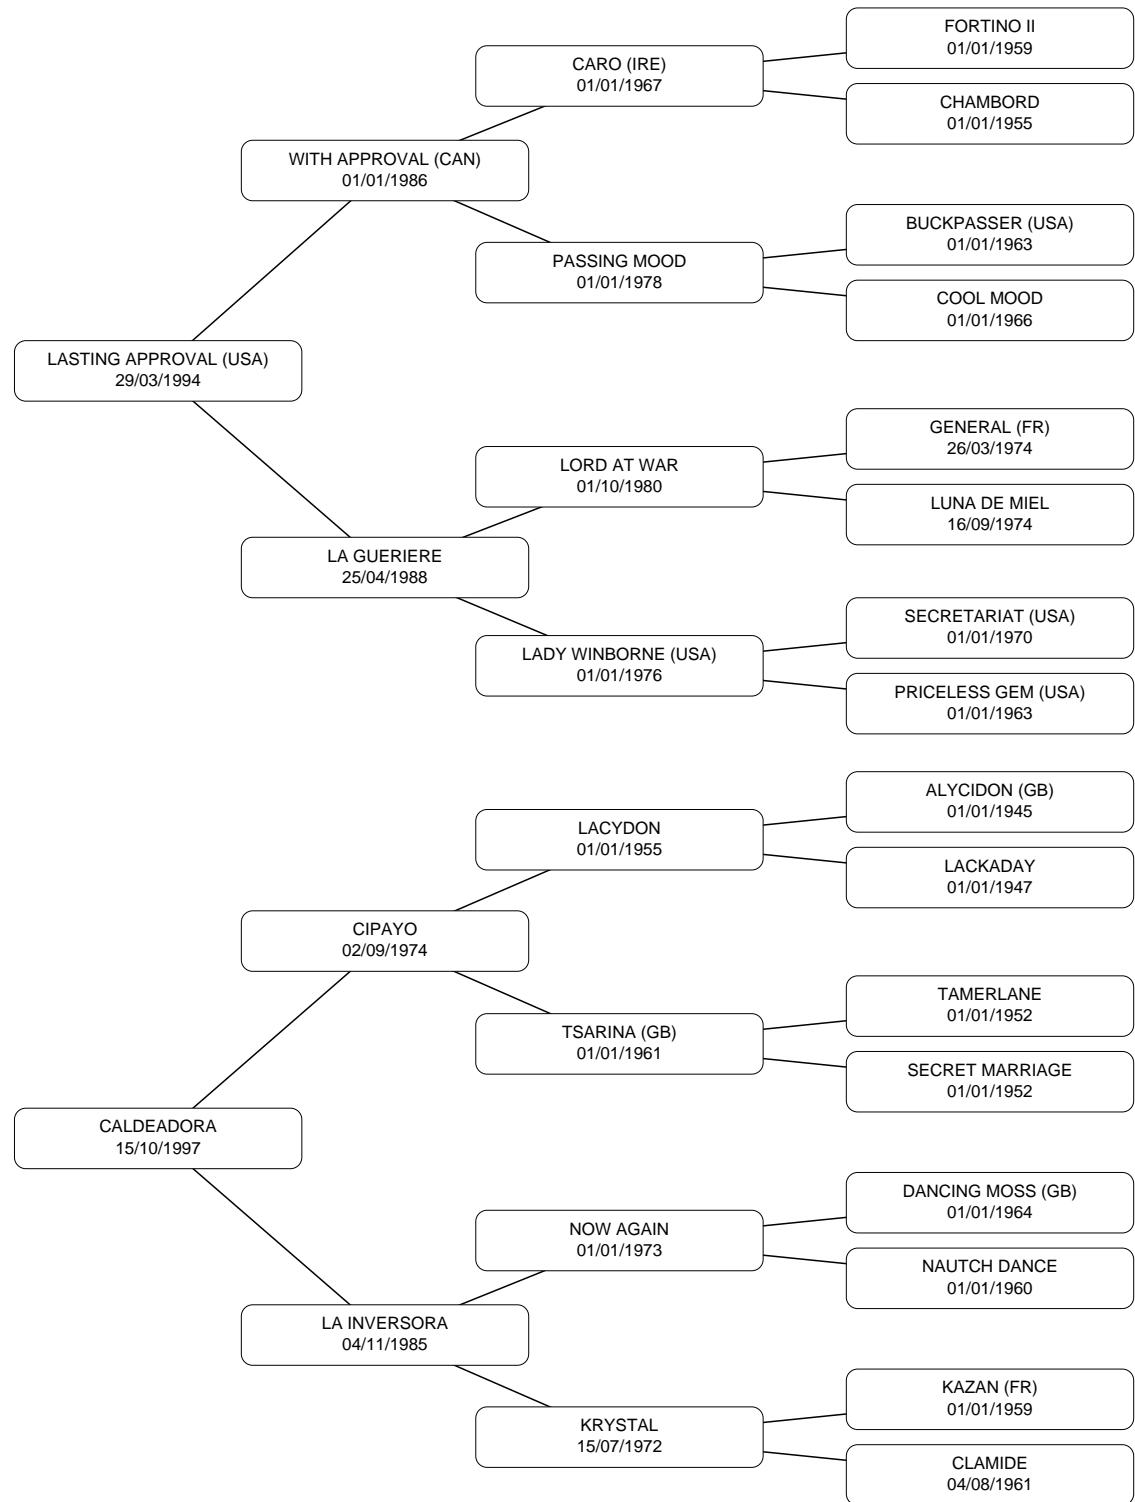 FORTINO II
01/01/1959
CARO (IRE)
01/01/1967
CHAMBORD
01/01/1955
WITH APPROVAL (CAN)
01/01/1986
BUCKPASSER (USA)
01/01/1963
PASSING MOOD
01/01/1978
COOL MOOD
01/01/1966
LASTING APPROVAL (USA)
29/03/1994
GENERAL (FR)
26/03/1974
LORD AT WAR
01/10/1980
LUNA DE MIEL
16/09/1974
LA GUERIERE
25/04/1988
SECRETARIAT (USA)
01/01/1970
LADY WINBORNE (USA)
01/01/1976
PRICELESS GEM (USA)
01/01/1963
ALYCIDON (GB)
01/01/1945
LACYDON
01/01/1955
LACKADAY
01/01/1947
CIPAYO
02/09/1974
TAMERLANE
01/01/1952
TSARINA (GB)
01/01/1961
SECRET MARRIAGE
01/01/1952
CALDEADORA
15/10/1997
DANCING MOSS (GB)
01/01/1964
NOW AGAIN
01/01/1973
NAUTCH DANCE
01/01/1960
LA INVERSORA
04/11/1985
KAZAN (FR)
01/01/1959
KRYSTAL
15/07/1972
CLAMIDE
04/08/1961